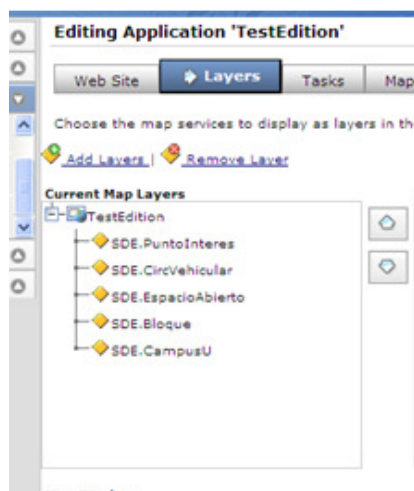 Editing Application 'TestEdition'
Web Site Layers Tasks Map
Choose the map services to display as layers in th
Add Layers | Remove Layer
Current Map Layers
TestEdition
SDE.PuntoInteres
SDE.CircVehicular
SDE.EspacioAbierto
SDE.Bloque
SDE.CampusU